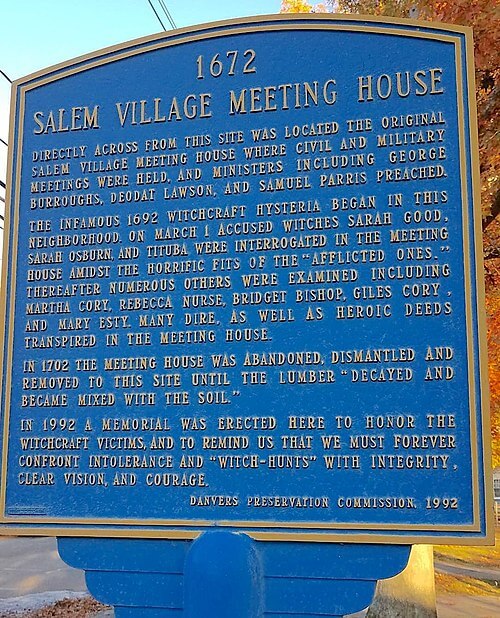 1672
SALEM VILLAGE MEETING HOUSE
DIRECTLY ACROSS FROM THIS SITE WAS LOCATED THE ORIGINAL
SALEM VILLAGE MEETING HOUSE WHERE CIVIL AND MILITARY
MEETINGS WERE HELD, AND MINISTERS INCLUDING GEORGE
BURROUGHS, DEODAT LAWSON, AND SAMUEL PARRIS PREACHED.
THE INFAMOUS 1692 WITCHCRAFT HYSTERIA BEGAN IN THIS
NEIGHBORHOOD. ON MARCH 1 ACCUSED WITCHES SARAH GOOD,
SARAH OSBURN, AND TITUBA WERE INTERROGATED IN THE MEETING
HOUSE AMIDST THE HORRIFIC FITS OF THE "AFFLICTED ONES."
THEREAFTER NUMEROUS OTHERS WERE EXAMINED INCLUDING
MARTHA CORY, REBECCA NURSE, BRIDGET BISHOP, GILES CORY,
AND MARY ESTY. MANY DIRE, AS WELL AS HEROIC DEEDS
TRANSPIRED IN THE MEETING HOUSE.
IN 1702 THE MEETING HOUSE WAS ABANDONED, DISMANTLED AND
REMOVED TO THIS SITE UNTIL THE LUMBER "DECAYED AND
BECAME MIXED WITH THE SOIL."
IN 1992 A MEMORIAL WAS ERECTED HERE TO HONOR THE
WITCHCRAFT VICTIMS, AND TO REMIND US THAT WE MUST FOREVER
CONFRONT INTOLERANCE AND "WITCH-HUNTS" WITH INTEGRITY,
CLEAR VISION, AND COURAGE.
DANVERS PRESERVATION COMMISSION, 1992